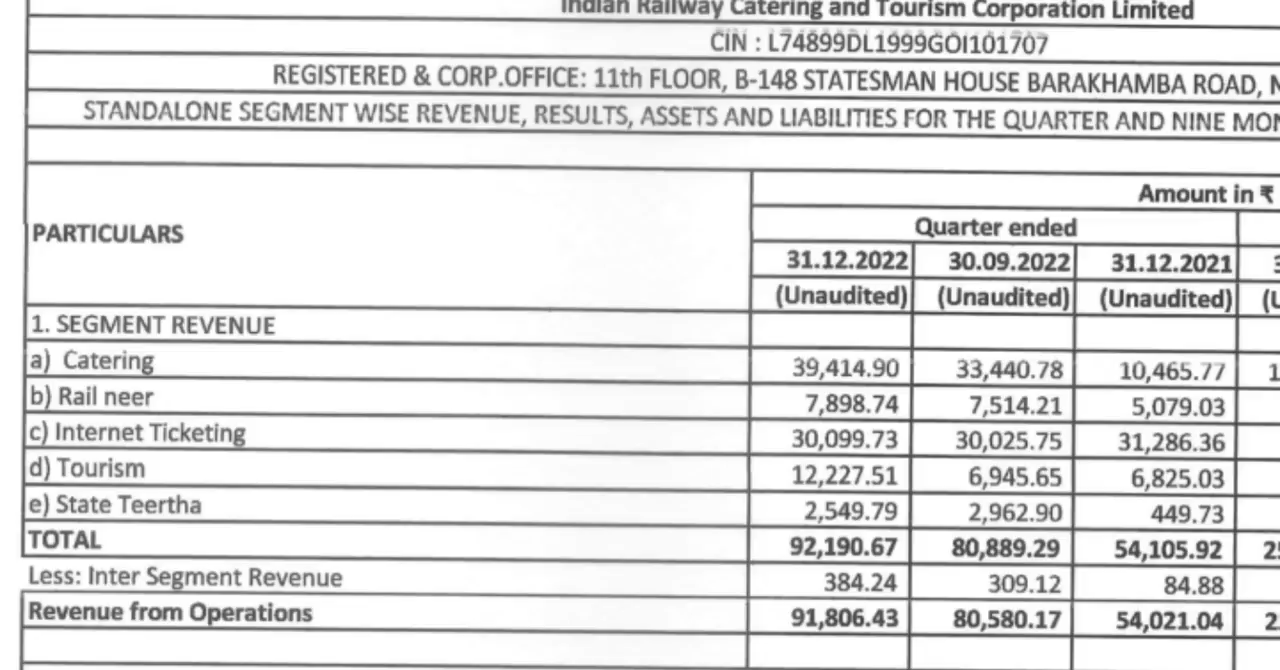 Indian Railway Catering and Tourism Corporation Limited
CIN : L74899DL1999GOI101707
REGISTERED & CORP.OFFICE: 11th FLOOR, B-148 STATESMAN HOUSE BARAKHAMBA ROAD,
STANDALONE SEGMENT WISE REVENUE, RESULTS, ASSETS AND LIABILITIES FOR THE QUARTER AND NINE
Amount in ₹
PARTICULARS Quarter ended
31.12.2022 30.09.2022 31.12.2021
(Unaudited) (Unaudited) (Unaudited)
1. SEGMENT REVENUE
a) Catering 39,414.90 33,440.78 10,465.77
b) Rail neer 7,898.74 7,514.21 5,079.03
c) Internet Ticketing 30,099.73 30,025.75 31,286.36
d) Tourism 12,227.51 6,945.65 6,825.03
e) State Teertha 2,549.79 2,962.90 449.73
TOTAL 92,190.67 80,889.29 54,105.92
Less: Inter Segment Revenue 384.24 309.12 84.88
Revenue from Operations 91,806.43 80,580.17 54,021.04